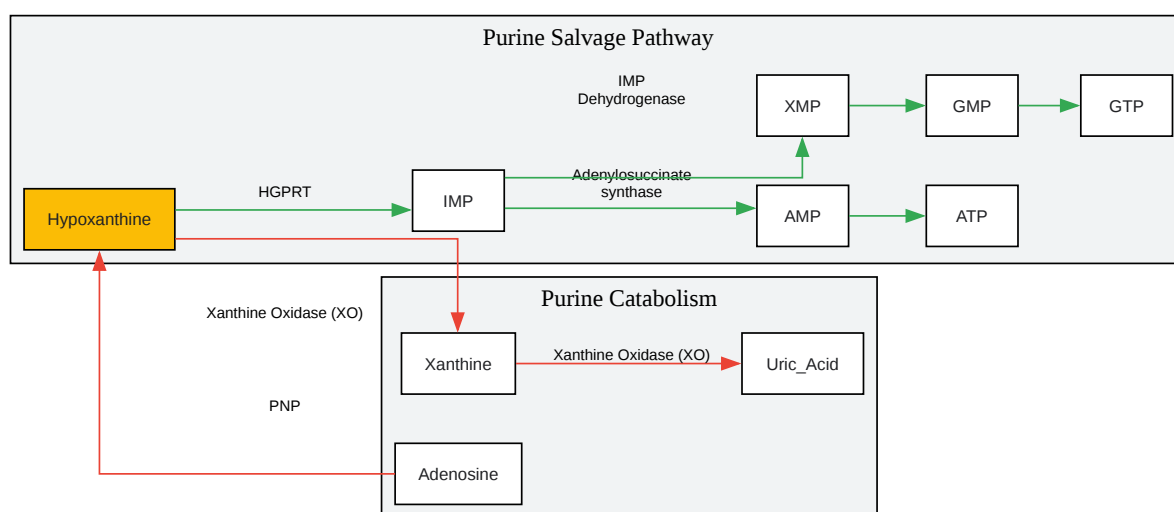 Purine Salvage Pathway
IMP
Dehydrogenase
XMP
GMP
GTP
Adenylosuccinate
synthase
HGPRT
IMP
Hypoxanthine
AMP
ATP
Purine Catabolism
Xanthine Oxidase (XO)
Xanthine
Xanthine Oxidase (XO)
Uric_Acid
PNP
Adenosine